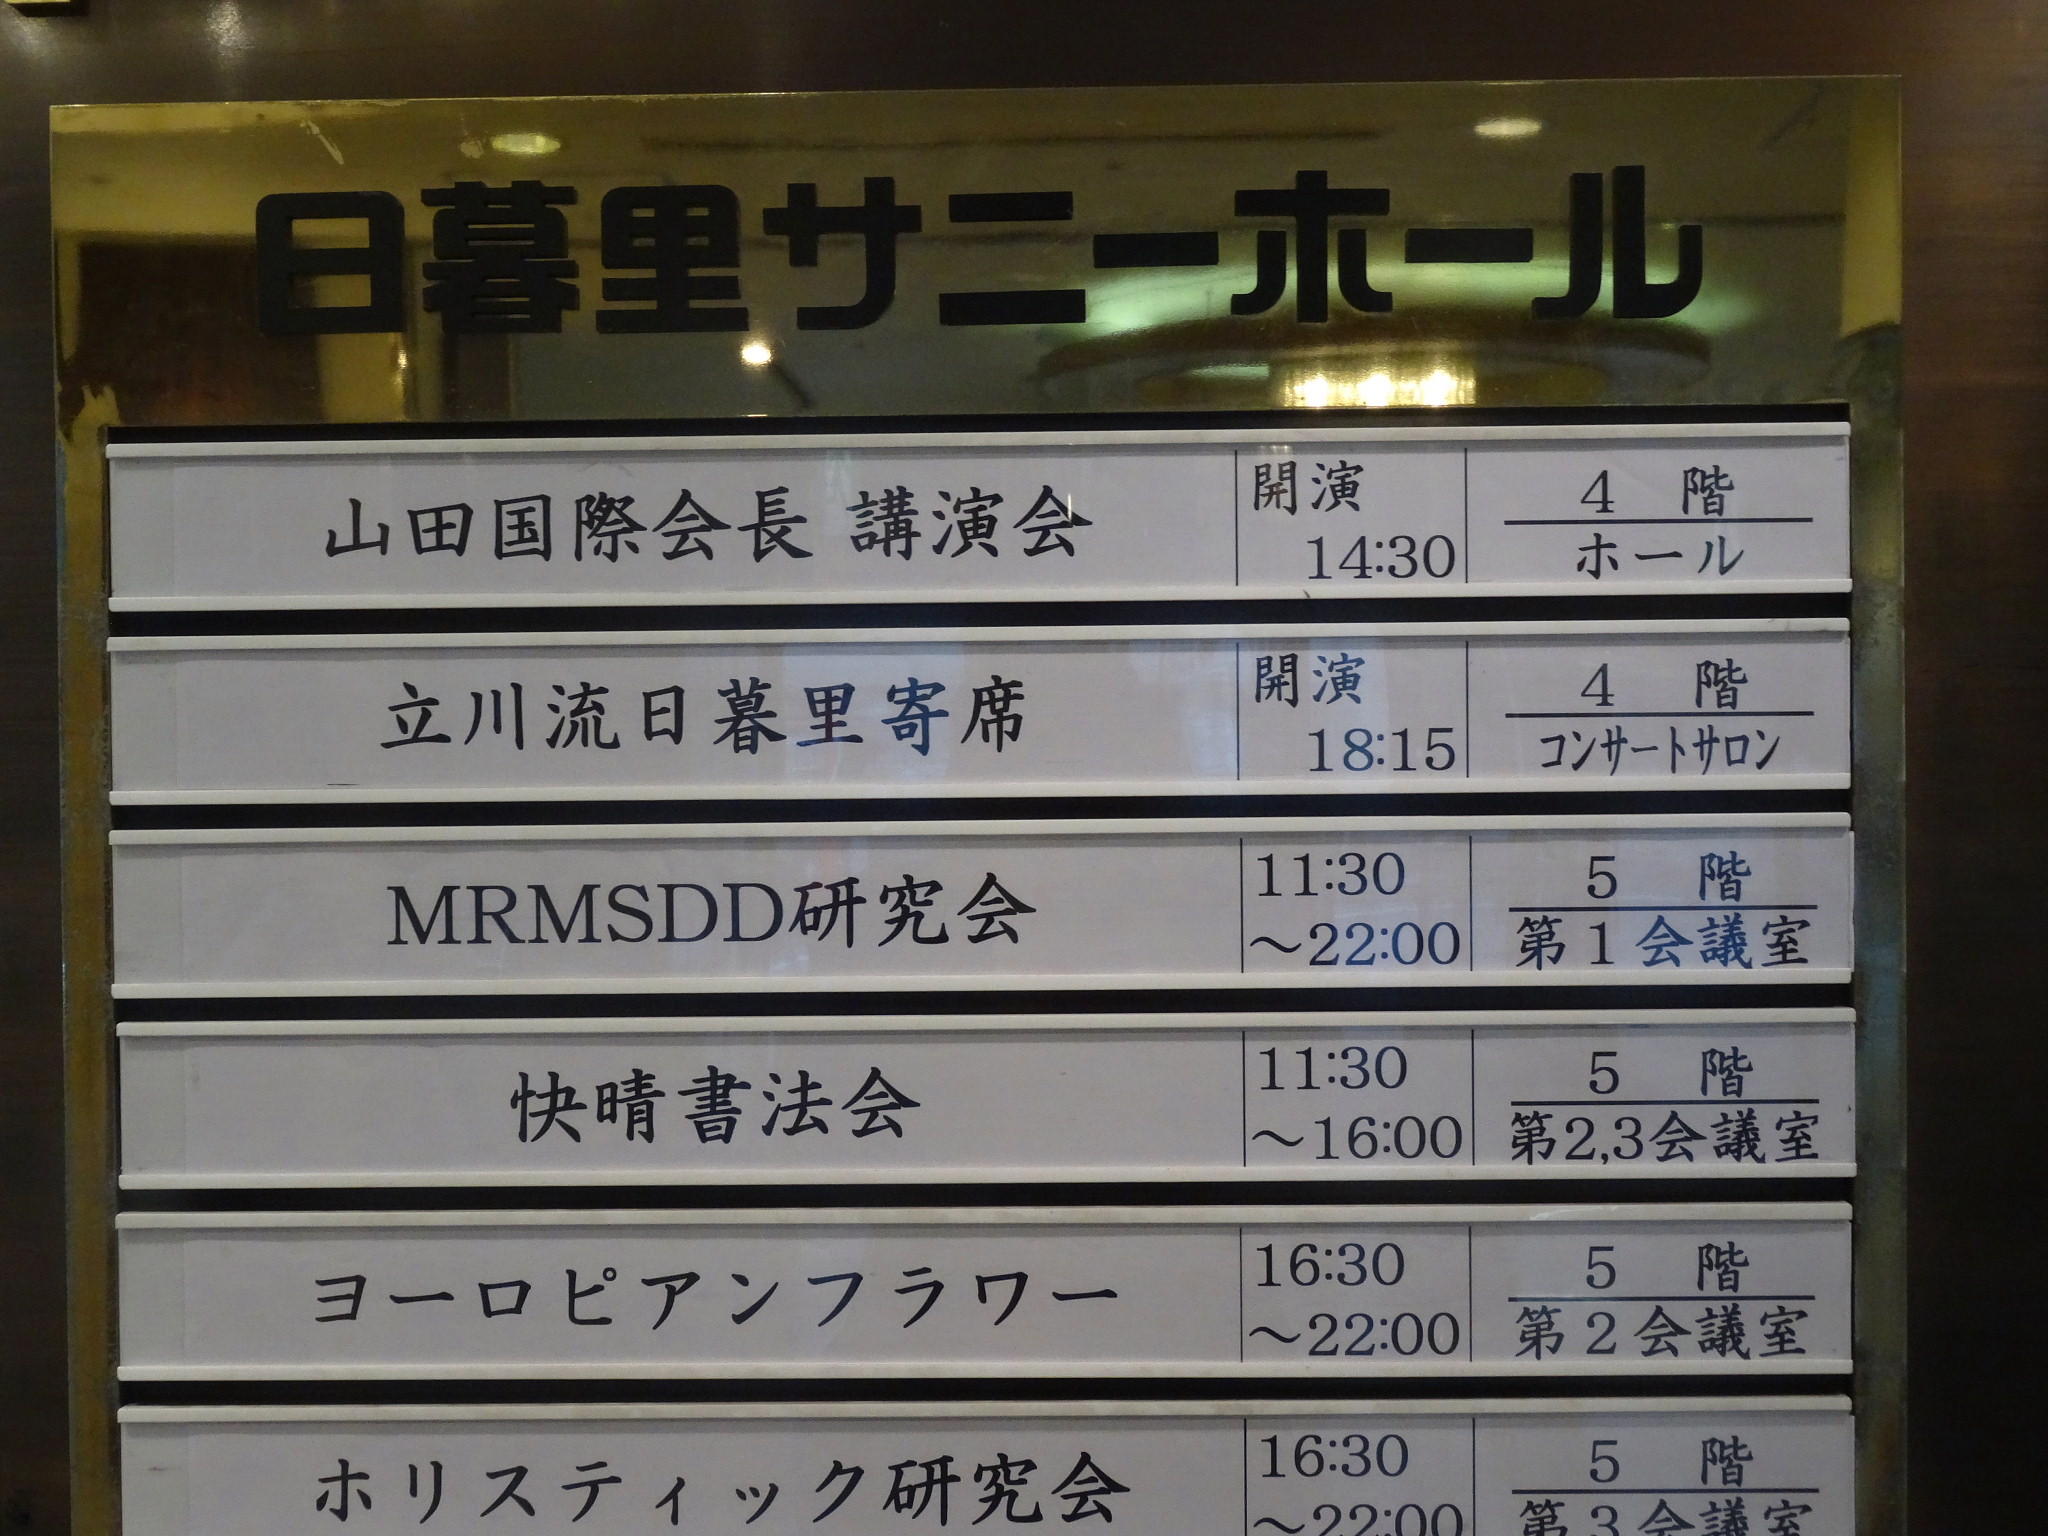 日暮里サニーホール
山田国際会長 講演会 開演 14:30 4 階 ホール
立川流日暮里寄席 開演 18:15 4 階 コンサートサロン
MRMSDD研究会 11:30 ～22:00 5 階 第 1 会議室
快晴書法会 11:30 ～16:00 5 階 第2,3会議室
ヨーロピアンフラワー 16:30 ～22:00 5 階 第 2 会議室
ホリスティック研究会 16:30 ～22:00 5 階 第 3 会議室